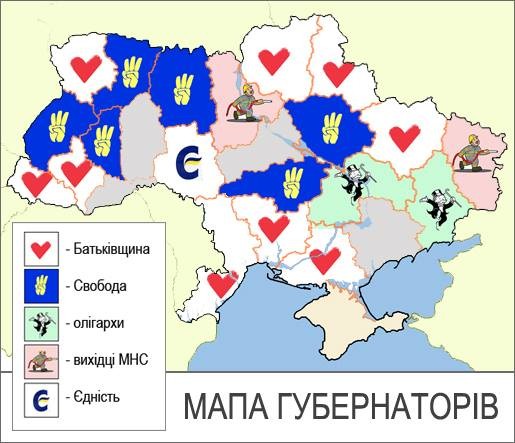 - Батьківщина
- Свобода
- олігархи
- вихідці МНС
- Єдність
МАПА ГУБЕРНАТОРІВ